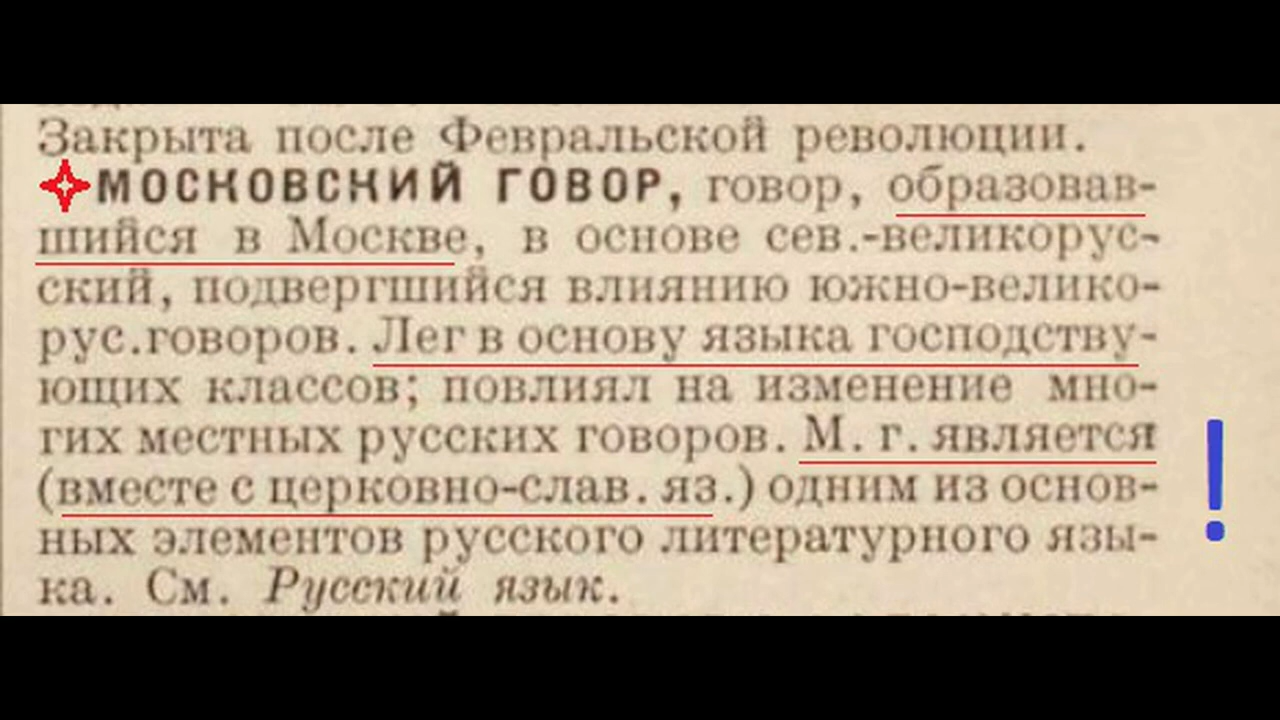 Закрыта после Февральской революции.
МОСКОВСКИЙ ГОВОР, говор, образовав-
шийся в Москве, в основе сев.-великорус-
ский, подвергшийся влиянию южно-велико-
рус.говоров. Лег в основу языка господству-
ющих классов; повлиял на изменение мно-
гих местных русских говоров. М. г. является
(вместе с церковно-слав. яз.) одним из основ-
ных элементов русского литературного язы-
ка. См. Русский язык.
!